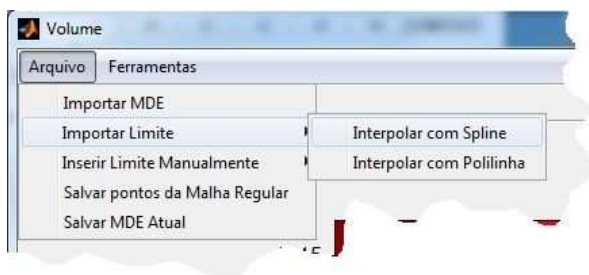 Volume
Arquivo Ferramentas
Importar MDE
Importar Limite
Interpolar com Spline
Inserir Limite Manualmente
Interpolar com Polilinha
Salvar pontos da Malha Regular
Salvar MDE Atual